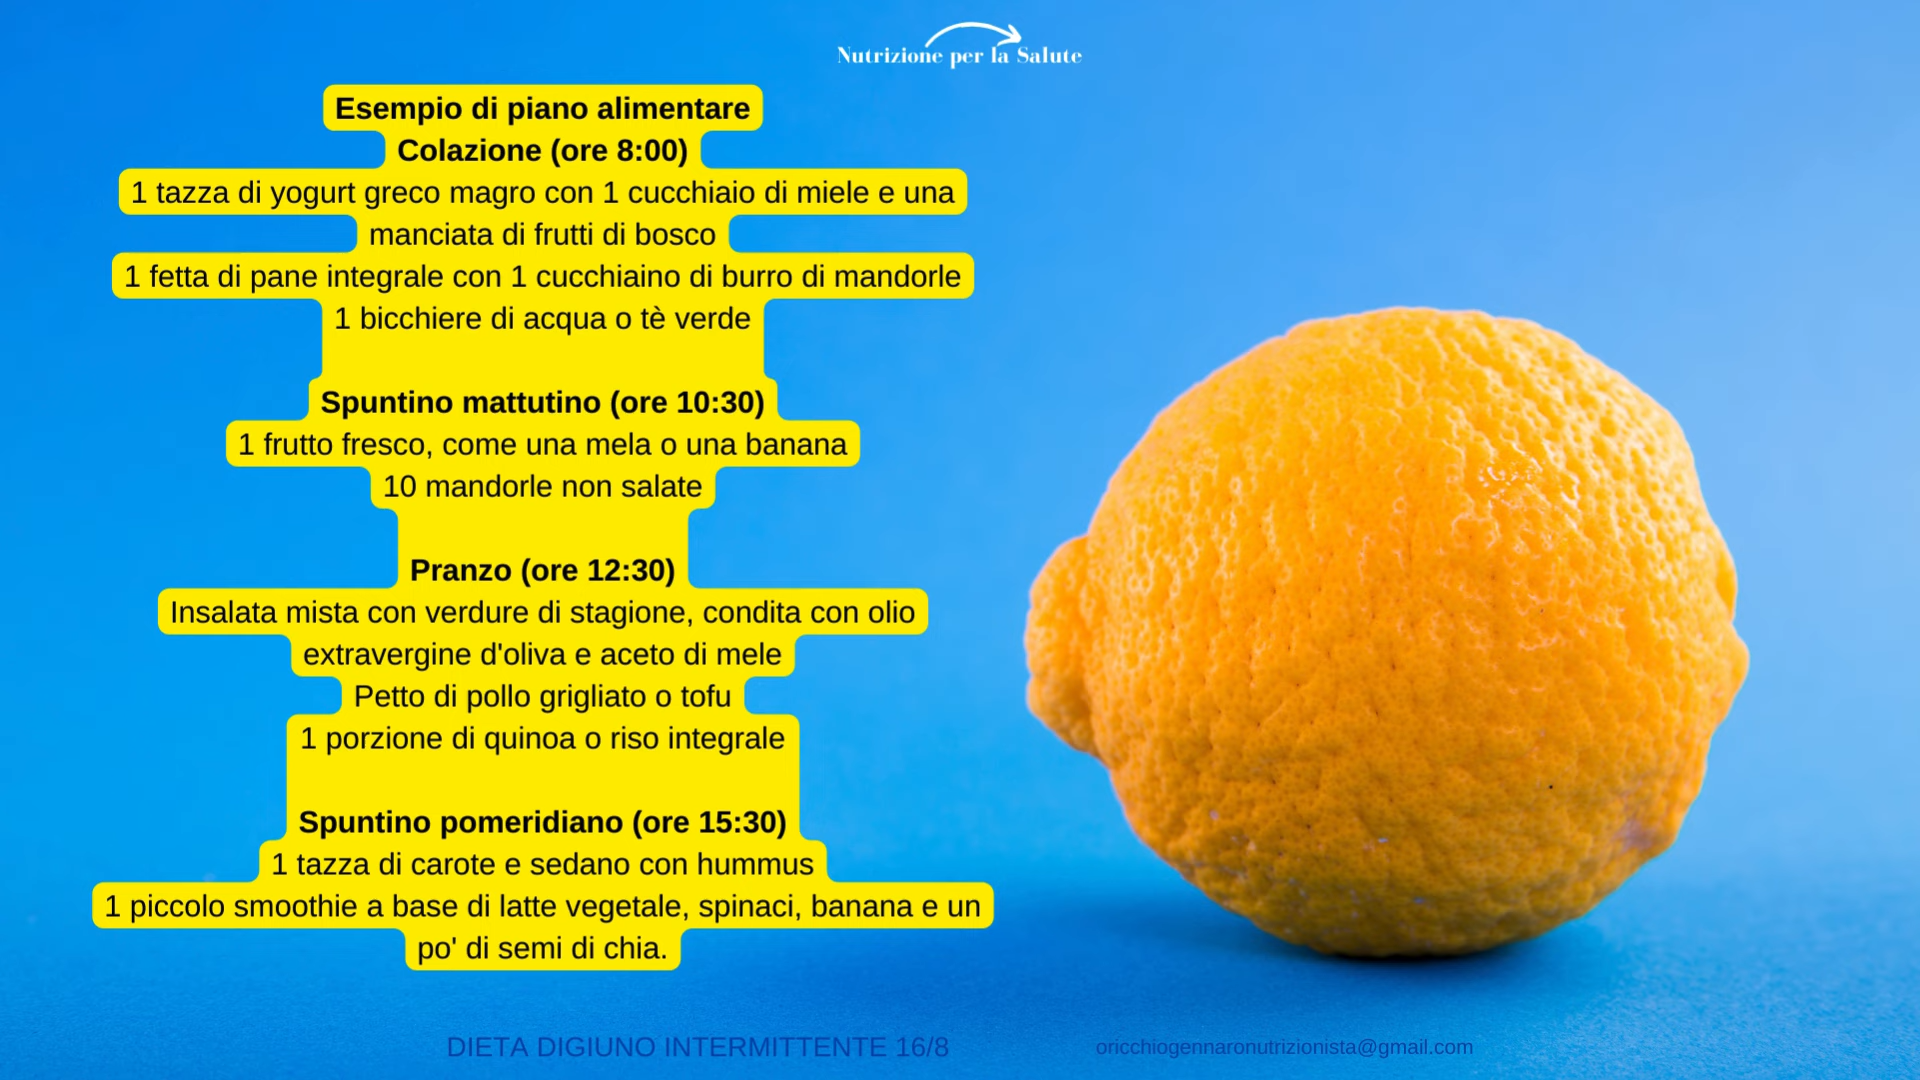 Nutrizione per la Salute
Esempio di piano alimentare
Colazione (ore 8:00)
1 tazza di yogurt greco magro con 1 cucchiaio di miele e una
manciata di frutti di bosco
1 fetta di pane integrale con 1 cucchiaino di burro di mandorle
1 bicchiere di acqua o tè verde
Spuntino mattutino (ore 10:30)
1 frutto fresco, come una mela o una banana
10 mandorle non salate
Pranzo (ore 12:30)
Insalata mista con verdure di stagione, condita con olio
extravergine d'oliva e aceto di mele
Petto di pollo grigliato o tofu
1 porzione di quinoa o riso integrale
Spuntino pomeridiano (ore 15:30)
1 tazza di carote e sedano con hummus
1 piccolo smoothie a base di latte vegetale, spinaci, banana e un
po' di semi di chia.
DIETA DIGIUNO INTERMITTENTE 16/8
oricchiogennaronutrizionista@gmail.com